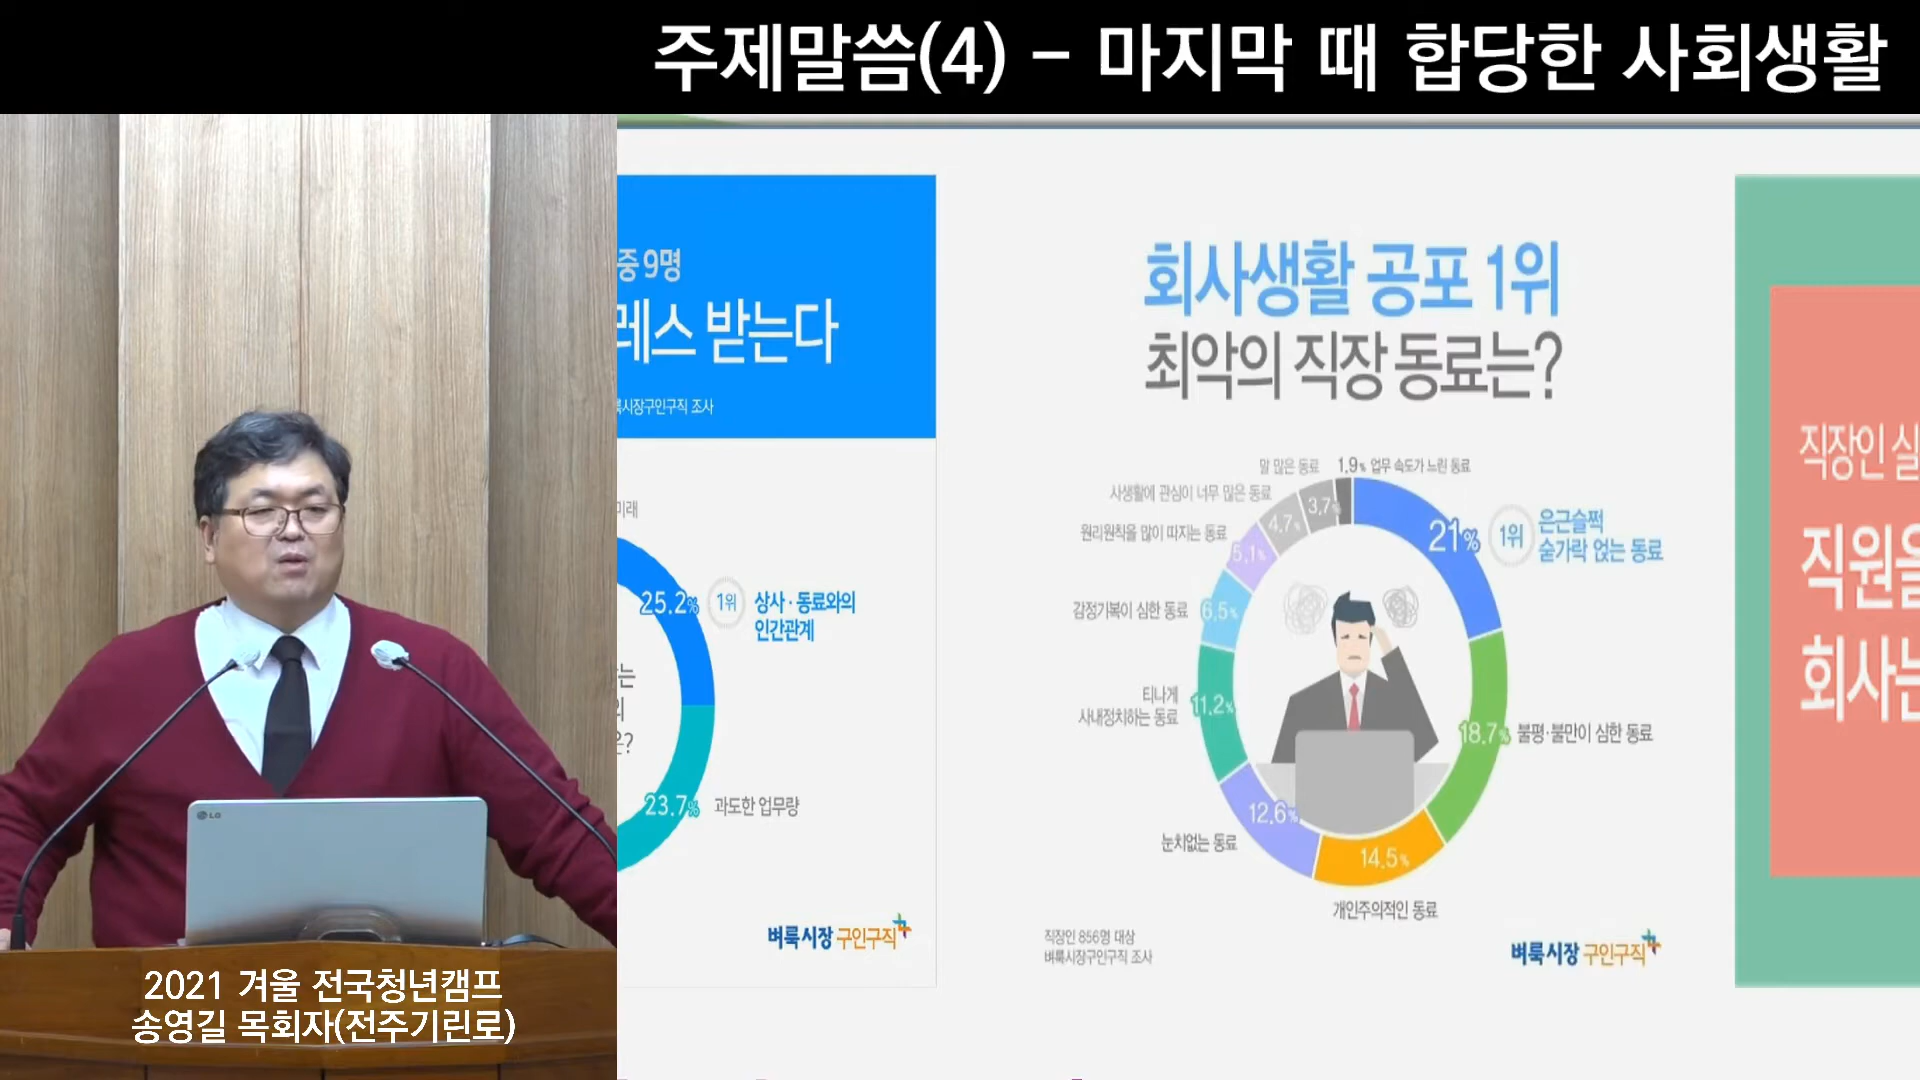 주제말씀(4) - 마지막 때 합당한 사회생활
중 9명
레스 받는다
룩시장구인구직 조사
미래
25.2%
1위
상사·동료와의
인간관계
는
의
은?
23.7%
과도한 업무량
벼룩시장 구인구직
회사생활 공포 1위
최악의 직장 동료는?
말 많은 동료
1.9% 업무 속도가 느린 동료
사생활에 관심이 너무 많은 동료
3.7%
4.7%
원리원칙을 많이 따지는 동료
5.1%
21%
1위
은근슬쩍
숟가락 얹는 동료
감정기복이 심한 동료
6.5%
티나게
사내정치하는 동료
11.2%
18.7%
불평·불만이 심한 동료
12.6%
눈치없는 동료
14.5%
개인주의적인 동료
직장인 856명 대상
벼룩시장구인구직 조사
벼룩시장 구인구직
직장인 실
직원을
회사는
LG
2021 겨울 전국청년캠프
송영길 목회자(전주기린로)